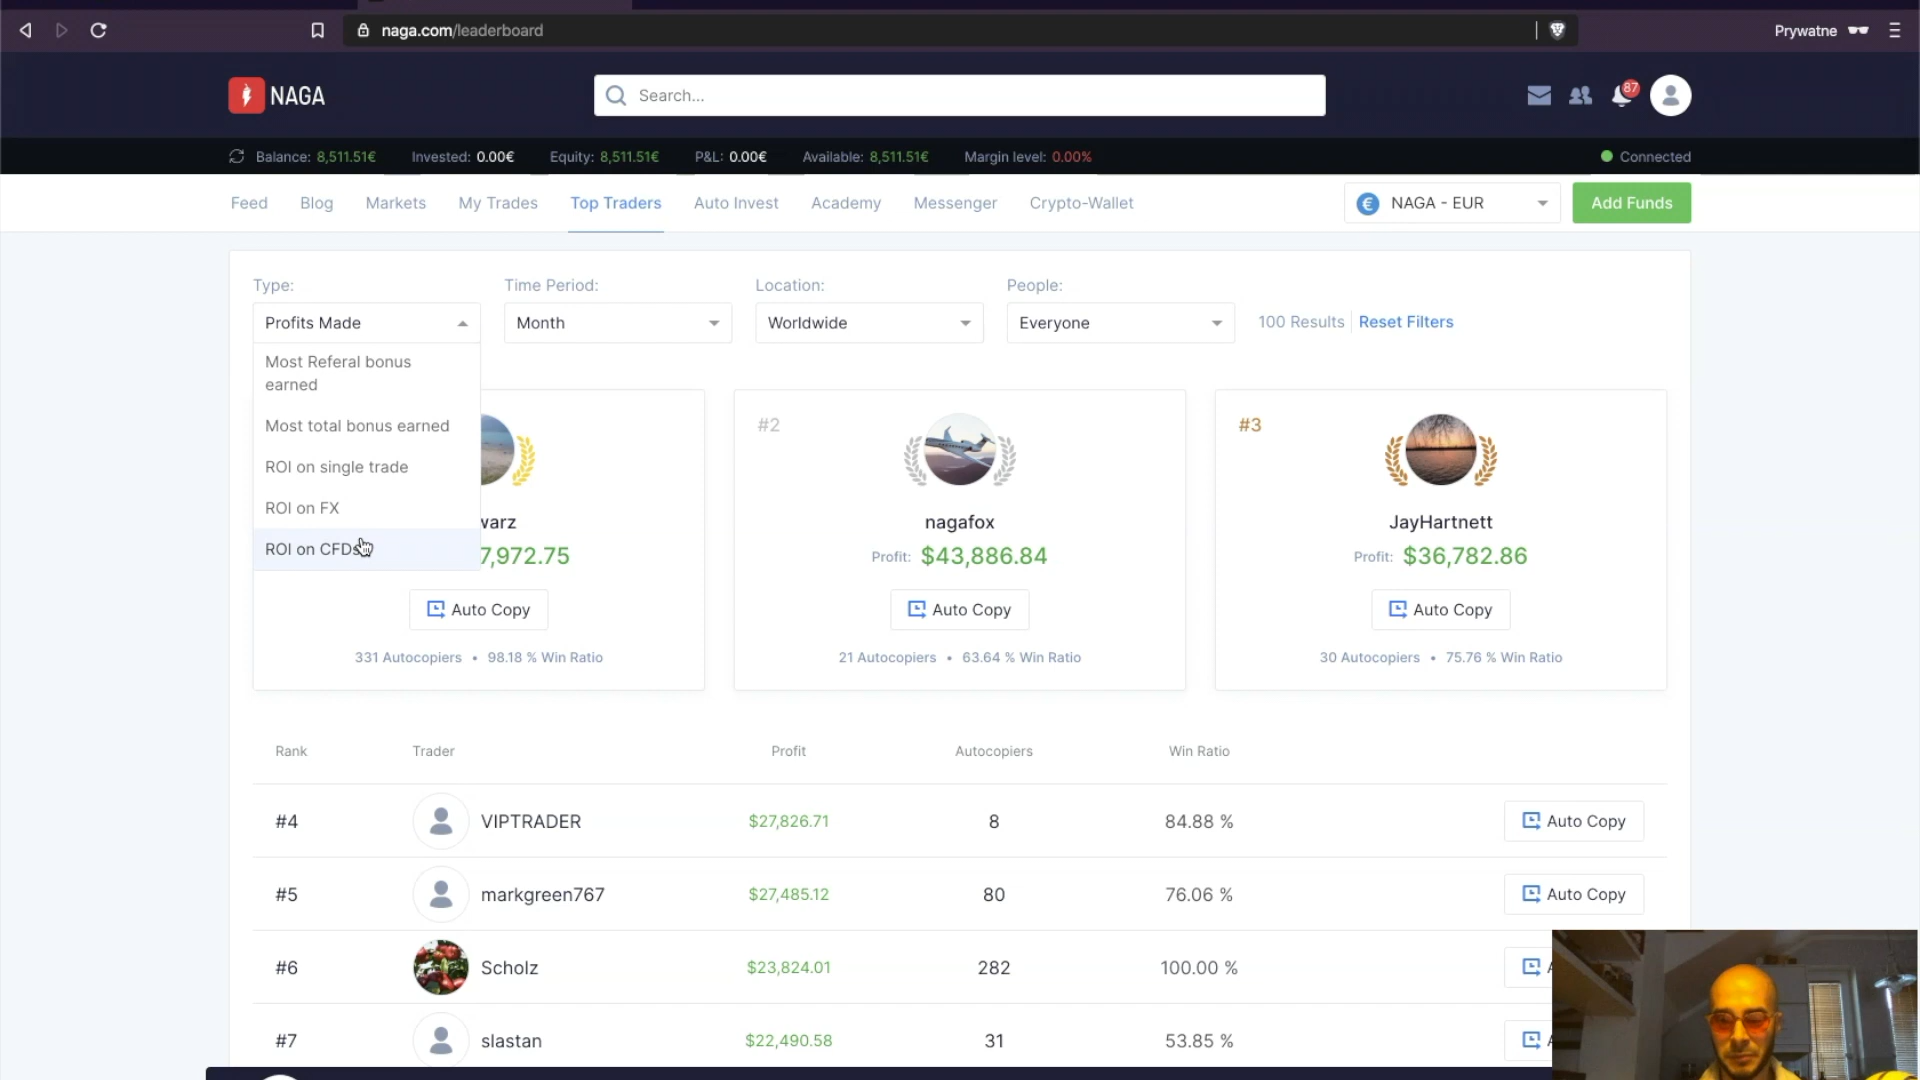 naga.com/leaderboard
Prywatne
NAGA
Search...
87
Balance: 8,511.51€ Invested: 0.00€ Equity: 8,511.51€ P&L: 0.00€ Available: 8,511.51€ Margin level: 0.00% Connected
Feed Blog Markets My Trades Top Traders Auto Invest Academy Messenger Crypto-Wallet € NAGA - EUR Add Funds
Type: Time Period: Location: People:
Profits Made Month Worldwide Everyone 100 Results Reset Filters
Most Referal bonus
earned
Most total bonus earned
ROI on single trade
ROI on FX
ROI on CFDs
#2 #3
warz nagafox JayHartnett
7,972.75 Profit: $43,886.84 Profit: $36,782.86
Auto Copy Auto Copy Auto Copy
331 Autocopiers • 98.18 % Win Ratio 21 Autocopiers • 63.64 % Win Ratio 30 Autocopiers • 75.76 % Win Ratio
Rank Trader Profit Autocopiers Win Ratio
#4 VIPTRADER $27,826.71 8 84.88 % Auto Copy
#5 markgreen767 $27,485.12 80 76.06 % Auto Copy
#6 Scholz $23,824.01 282 100.00 %
#7 slastan $22,490.58 31 53.85 %